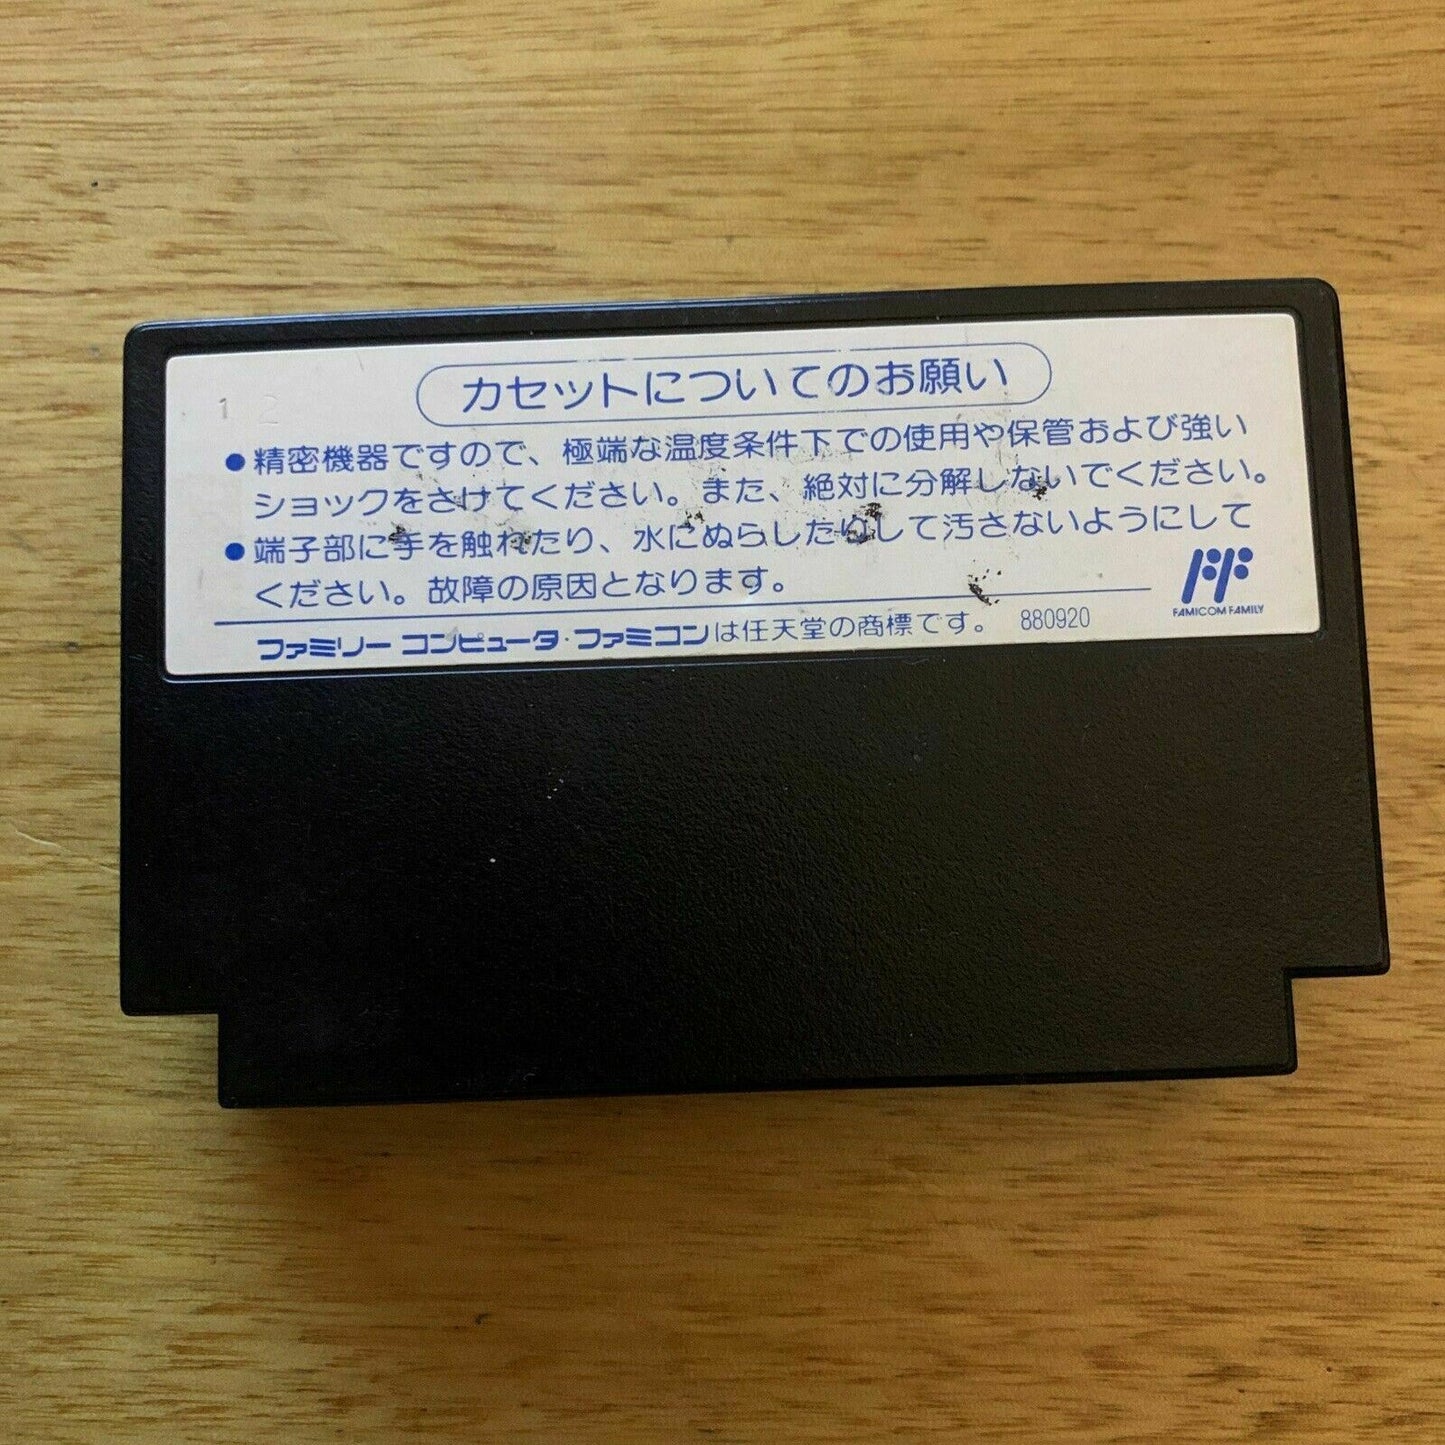 カセットについてのお願い
1 2
●精密機器ですので、極端な温度条件下での使用や保管および強い
ショックをさけてください。また、絶対に分解しないでください。
●端子部に手を触れたり、水にぬらしたりして汚さないようにして
ください。故障の原因となります。
FF
FAMICOM FAMILY
ファミリー コンピュータ・ファミコンは任天堂の商標です。 880920